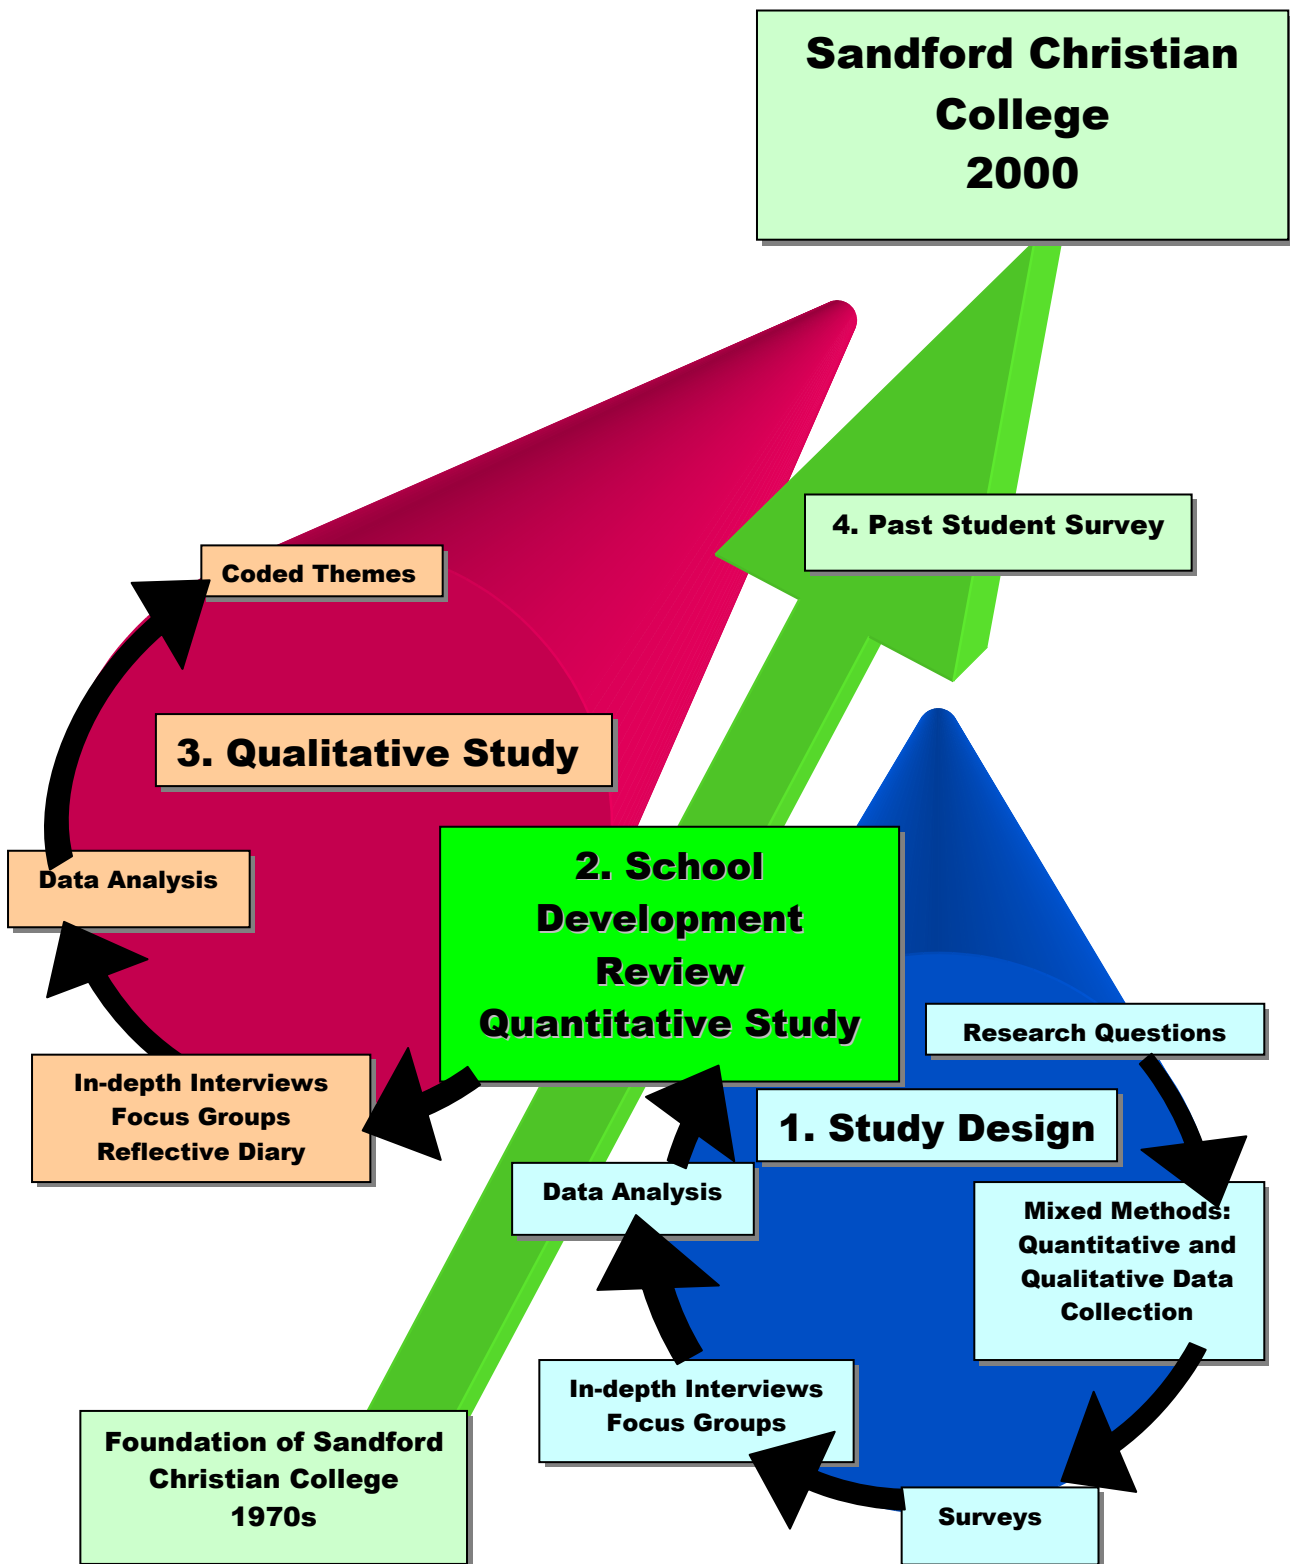 Sandford Christian
College
2000
4. Past Student Survey
Coded Themes
3. Qualitative Study
Data Analysis
In-depth Interviews
Focus Groups
Reflective Diary
2. School
Development
Review
Quantitative Study
Research Questions
1. Study Design
Mixed Methods:
Quantitative and
Qualitative Data
Collection
Data Analysis
In-depth Interviews
Focus Groups
Surveys
Foundation of Sandford
Christian College
1970s